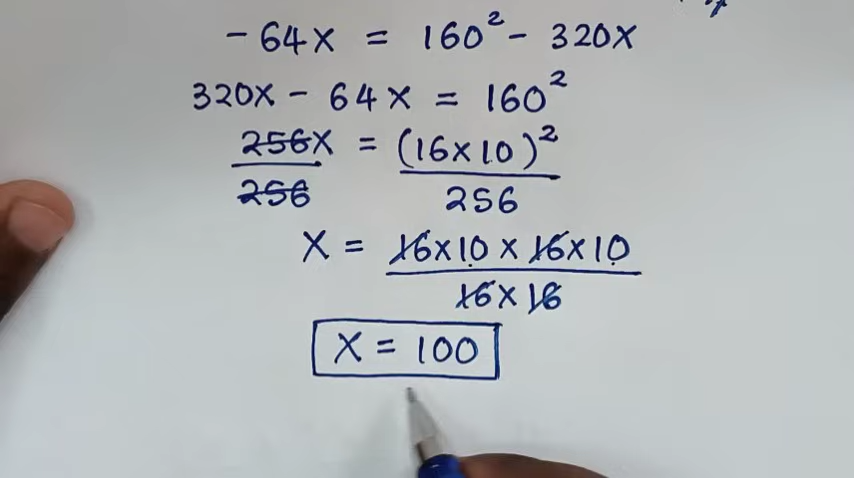 - 64x = 160² - 320x
320x - 64x = 160²
256x/256 = (16x10)²/256
x = 16x10 x 16x10/16x16
x = 100